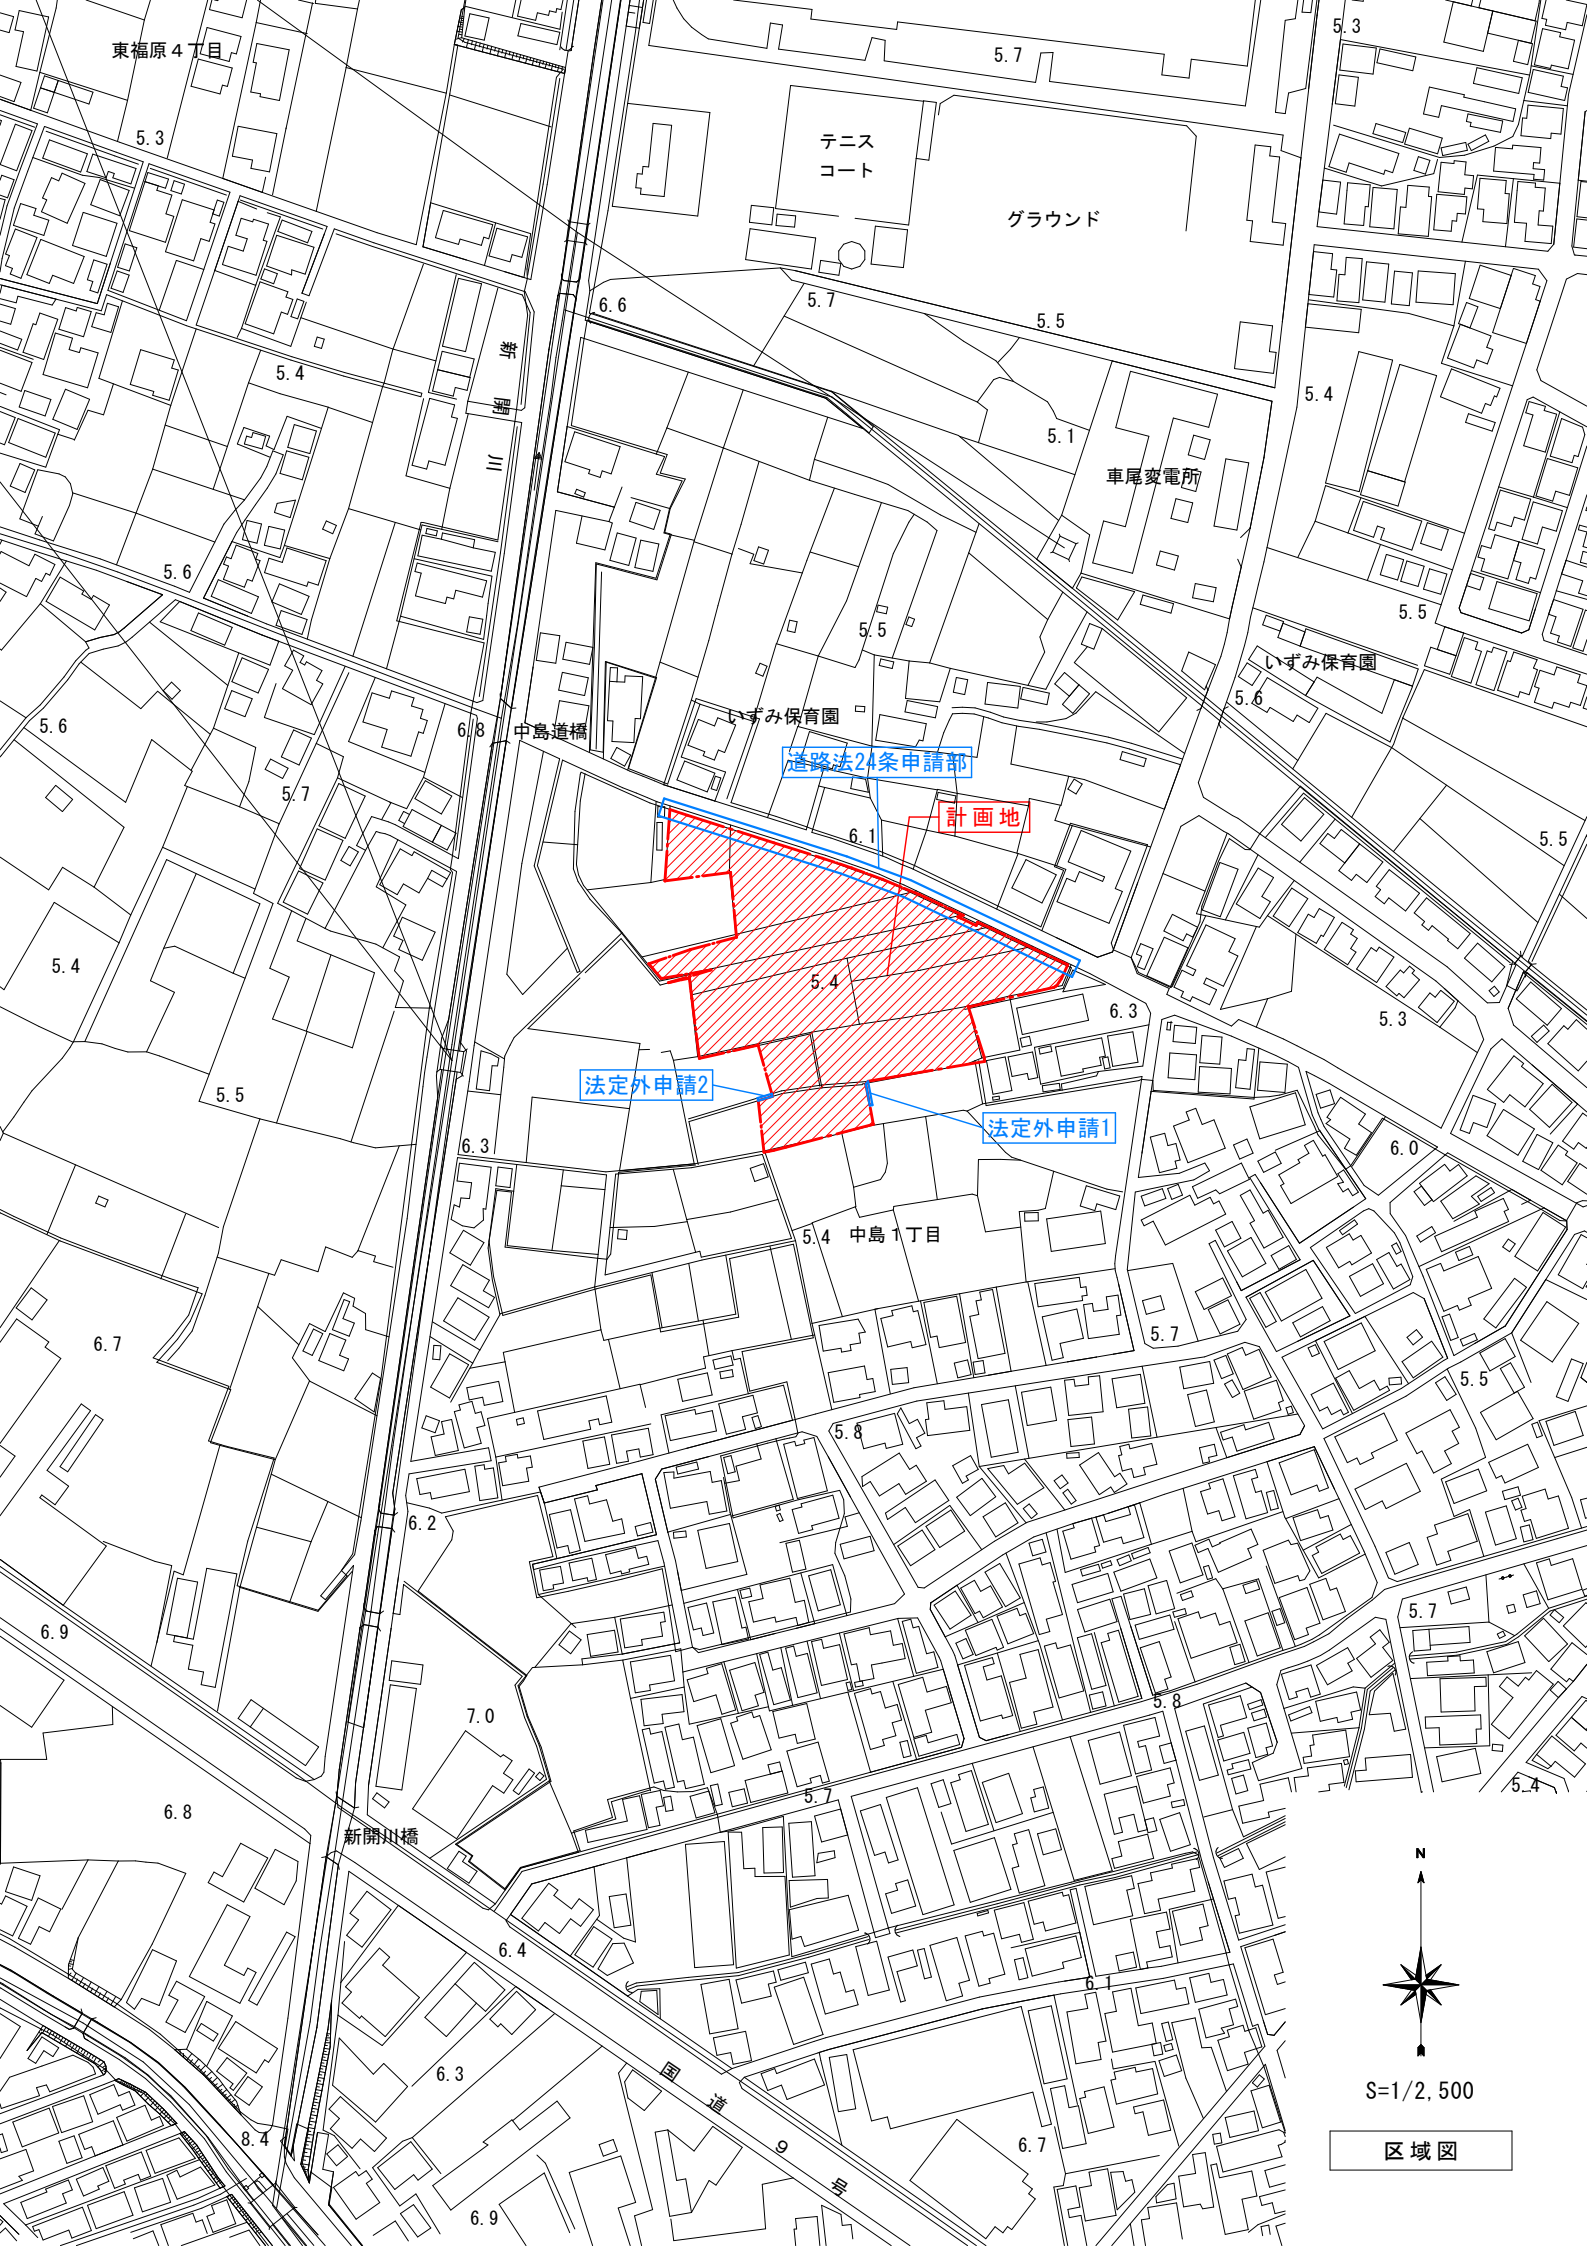 東福原４丁目
5.3
5.7
5.3
テニス
コート
グラウンド
6.6
5.7
5.5
新開川
5.4
5.4
5.1
車尾変電所
5.6
5.5
5.5
いずみ保育園
5.6
5.6
6.8
中島道橋
いずみ保育園
道路法24条申請部
計画地
5.7
6.1
5.5
5.4
5.4
6.3
5.3
法定外申請2
5.5
法定外申請1
6.3
6.0
5.4
中島１丁目
6.7
5.7
5.5
5.8
6.2
6.9
5.7
7.0
5.8
5.4
5.7
6.8
新開川橋
N
6.4
6.1
6.3
国道９号
S=1/2,500
8.4
6.7
区域図
6.9